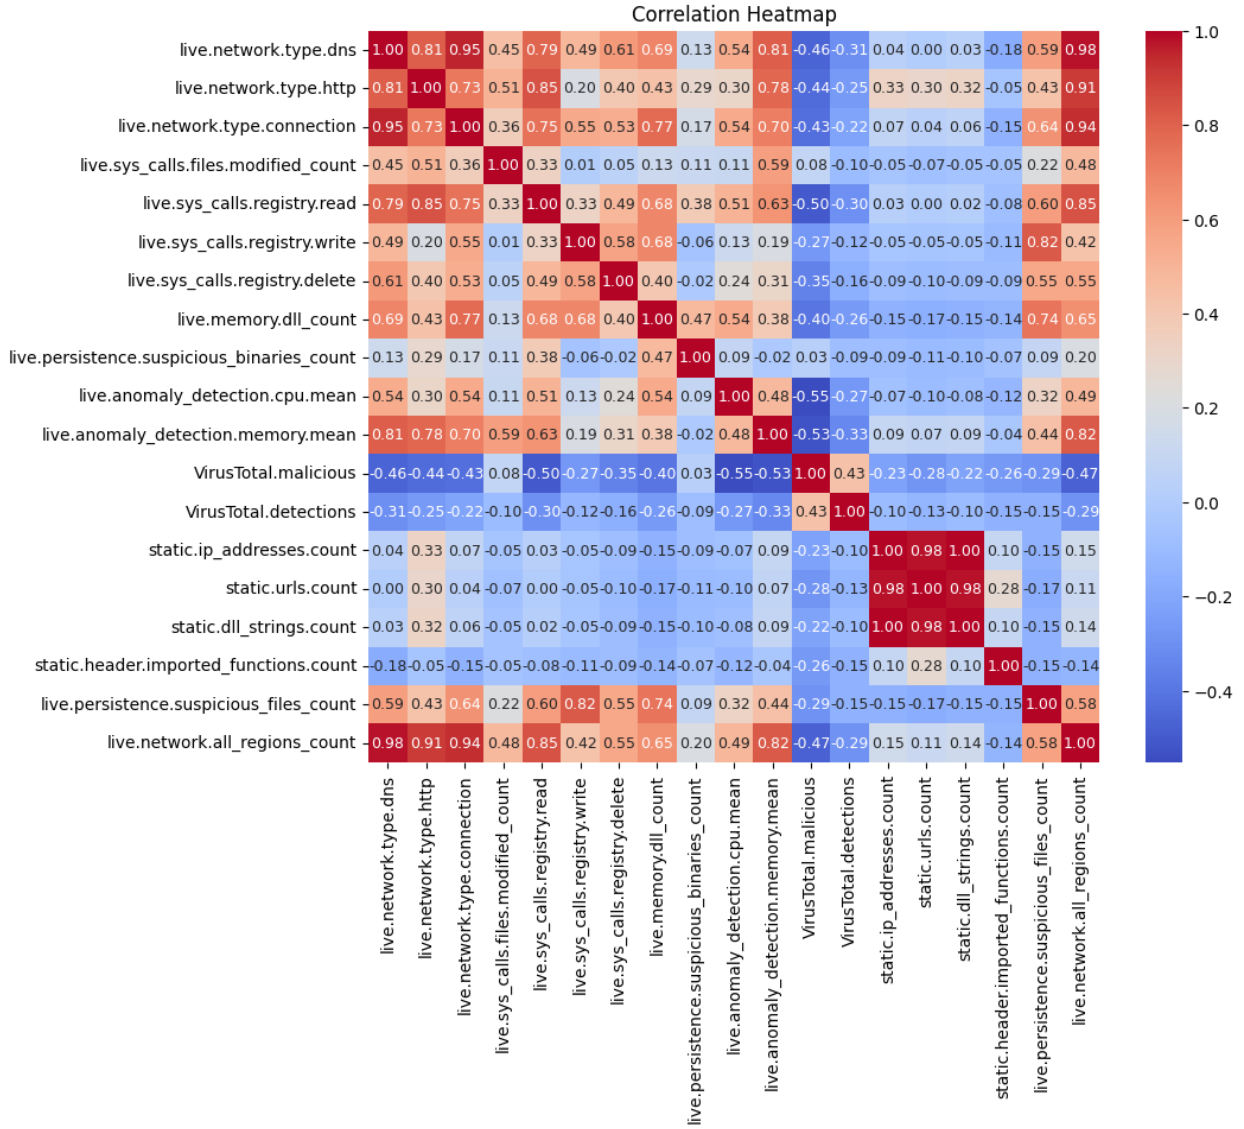 Correlation Heatmap
live.network.type.dns 1.00 0.81 0.95 0.45 0.79 0.49 0.61 0.69 0.13 0.54 0.81 -0.46 -0.31 0.04 0.00 0.03 -0.18 0.59 0.98
live.network.type.http 0.81 1.00 0.73 0.51 0.85 0.20 0.40 0.43 0.29 0.30 0.78 -0.44 -0.25 0.33 0.30 0.32 -0.05 0.43 0.91
live.network.type.connection 0.95 0.73 1.00 0.36 0.75 0.55 0.53 0.77 0.17 0.54 0.70 -0.43 -0.22 0.07 0.04 0.06 -0.15 0.64 0.94
live.sys_calls.files.modified_count 0.45 0.51 0.36 1.00 0.33 0.01 0.05 0.13 0.11 0.11 0.59 0.08 -0.10 -0.05 -0.07 -0.05 -0.05 0.22 0.48
live.sys_calls.registry.read 0.79 0.85 0.75 0.33 1.00 0.33 0.49 0.68 0.38 0.51 0.63 -0.50 -0.30 0.03 0.00 0.02 -0.08 0.60 0.85
live.sys_calls.registry.write 0.49 0.20 0.55 0.01 0.33 1.00 0.58 0.68 -0.06 0.13 0.19 -0.27 -0.12 -0.05 -0.05 -0.05 -0.11 0.82 0.42
live.sys_calls.registry.delete 0.61 0.40 0.53 0.05 0.49 0.58 1.00 0.40 -0.02 0.24 0.31 -0.35 -0.16 -0.09 -0.10 -0.09 -0.09 0.55 0.55
live.memory.dll_count 0.69 0.43 0.77 0.13 0.68 0.68 0.40 1.00 0.47 0.54 0.38 -0.40 -0.26 -0.15 -0.17 -0.15 -0.14 0.74 0.65
live.persistence.suspicious_binaries_count 0.13 0.29 0.17 0.11 0.38 -0.06 -0.02 0.47 1.00 0.09 -0.02 0.03 -0.09 -0.09 -0.11 -0.10 -0.07 0.09 0.20
live.anomaly_detection.cpu.mean 0.54 0.30 0.54 0.11 0.51 0.13 0.24 0.54 0.09 1.00 0.48 -0.55 -0.27 -0.07 -0.10 -0.08 -0.12 0.32 0.49
live.anomaly_detection.memory.mean 0.81 0.78 0.70 0.59 0.63 0.19 0.31 0.38 -0.02 0.48 1.00 -0.53 -0.33 0.09 0.07 0.09 -0.04 0.44 0.82
VirusTotal.malicious -0.46 -0.44 -0.43 0.08 -0.50 -0.27 -0.35 -0.40 0.03 -0.55 -0.53 1.00 0.43 -0.23 -0.28 -0.22 -0.26 -0.29 -0.47
VirusTotal.detections -0.31 -0.25 -0.22 -0.10 -0.30 -0.12 -0.16 -0.26 -0.09 -0.27 -0.33 0.43 1.00 -0.10 -0.13 -0.10 -0.15 -0.15 -0.29
static.ip_addresses.count 0.04 0.33 0.07 -0.05 0.03 -0.05 -0.09 -0.15 -0.09 -0.07 0.09 -0.23 -0.10 1.00 0.98 1.00 0.10 -0.15 0.15
static.urls.count 0.00 0.30 0.04 -0.07 0.00 -0.05 -0.10 -0.17 -0.11 -0.10 0.07 -0.28 -0.13 0.98 1.00 0.98 0.28 -0.17 0.11
static.dll_strings.count 0.03 0.32 0.06 -0.05 0.02 -0.05 -0.09 -0.15 -0.10 -0.08 0.09 -0.22 -0.10 1.00 0.98 1.00 0.10 -0.15 0.14
static.header.imported_functions.count -0.18 -0.05 -0.15 -0.05 -0.08 -0.11 -0.09 -0.14 -0.07 -0.12 -0.04 -0.26 -0.15 0.10 0.28 0.10 1.00 -0.15 -0.14
live.persistence.suspicious_files_count 0.59 0.43 0.64 0.22 0.60 0.82 0.55 0.74 0.09 0.32 0.44 -0.29 -0.15 -0.15 -0.17 -0.15 -0.15 1.00 0.58
live.network.all_regions_count 0.98 0.91 0.94 0.48 0.85 0.42 0.55 0.65 0.20 0.49 0.82 -0.47 -0.29 0.15 0.11 0.14 -0.14 0.58 1.00
live.network.type.dns
live.network.type.http
live.network.type.connection
live.sys_calls.files.modified_count
live.sys_calls.registry.read
live.sys_calls.registry.write
live.sys_calls.registry.delete
live.memory.dll_count
live.persistence.suspicious_binaries_count
live.anomaly_detection.cpu.mean
live.anomaly_detection.memory.mean
VirusTotal.malicious
VirusTotal.detections
static.ip_addresses.count
static.urls.count
static.dll_strings.count
static.header.imported_functions.count
live.persistence.suspicious_files_count
live.network.all_regions_count
1.0
0.8
0.6
0.4
0.2
0.0
−0.2
−0.4